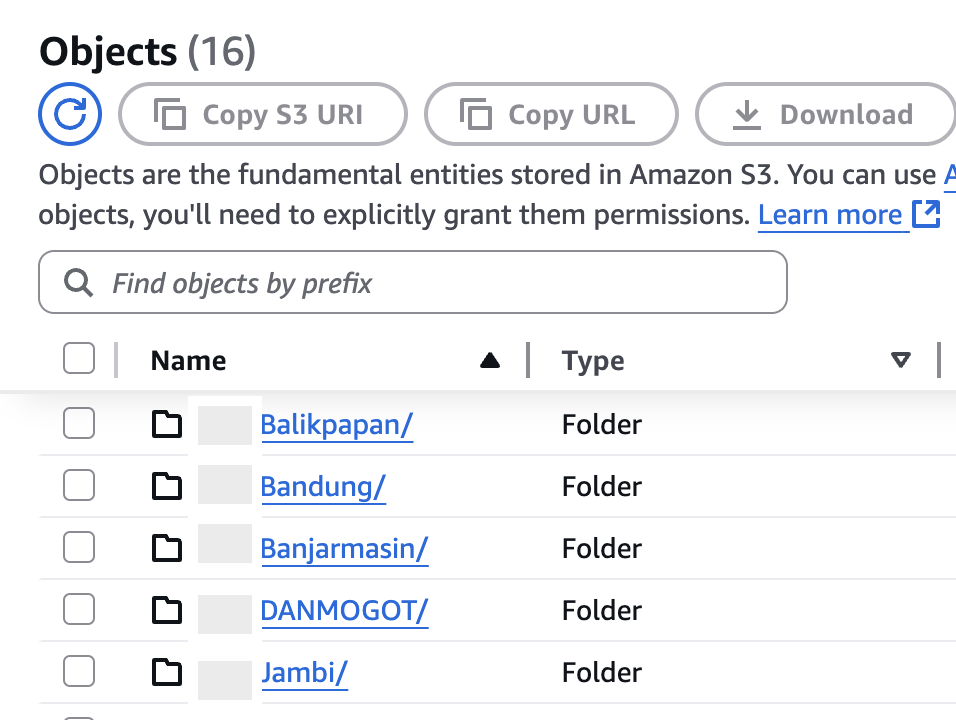 Objects (16)
Copy S3 URI Copy URL Download
Objects are the fundamental entities stored in Amazon S3. You can use
objects, you'll need to explicitly grant them permissions. Learn more
Find objects by prefix
Name Type
Balikpapan/ Folder
Bandung/ Folder
Banjarmasin/ Folder
DANMOGOT/ Folder
Jambi/ Folder